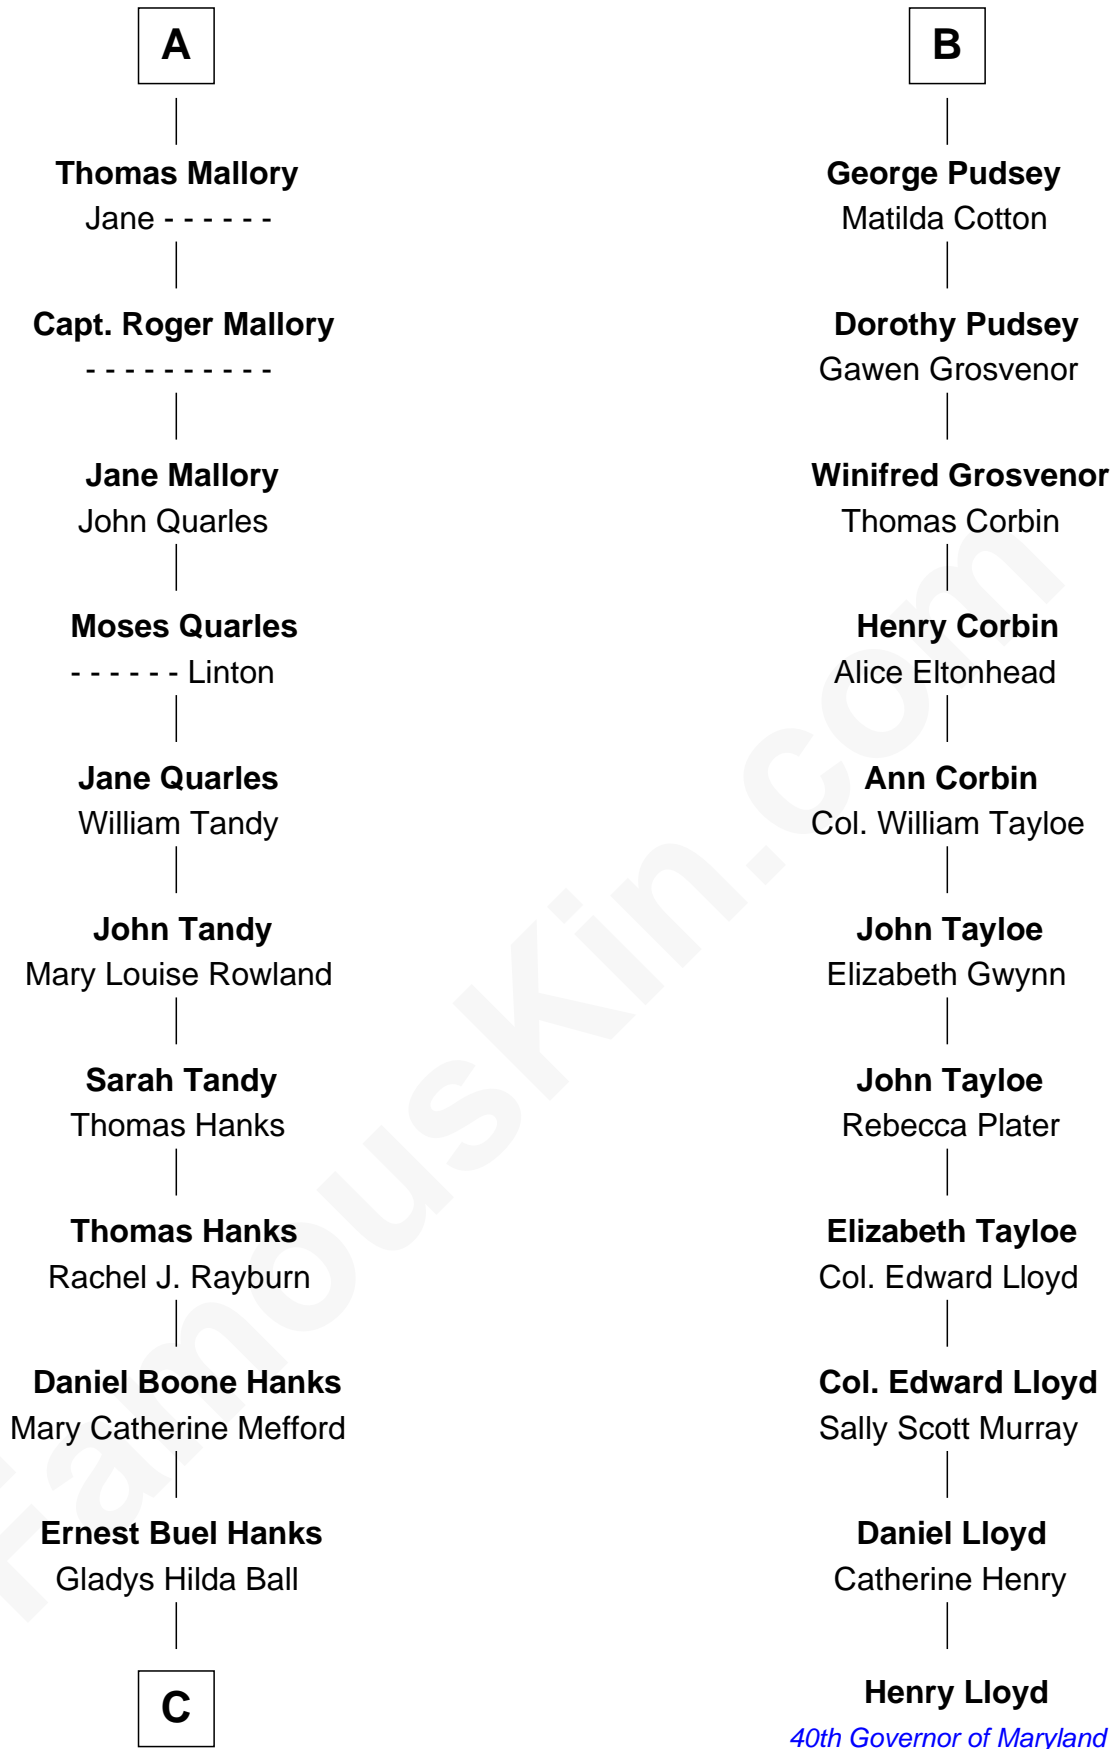 A
Thomas Mallory
Jane - - - - - -
Capt. Roger Mallory
- - - - - - - - - -
Jane Mallory
John Quarles
Moses Quarles
- - - - - - Linton
Jane Quarles
William Tandy
John Tandy
Mary Louise Rowland
Sarah Tandy
Thomas Hanks
Thomas Hanks
Rachel J. Rayburn
Daniel Boone Hanks
Mary Catherine Mefford
Ernest Buel Hanks
Gladys Hilda Ball
C
B
George Pudsey
Matilda Cotton
Dorothy Pudsey
Gawen Grosvenor
Winifred Grosvenor
Thomas Corbin
Henry Corbin
Alice Eltonhead
Ann Corbin
Col. William Tayloe
John Tayloe
Elizabeth Gwynn
John Tayloe
Rebecca Plater
Elizabeth Tayloe
Col. Edward Lloyd
Col. Edward Lloyd
Sally Scott Murray
Daniel Lloyd
Catherine Henry
Henry Lloyd
40th Governor of Maryland
FamousKin.com